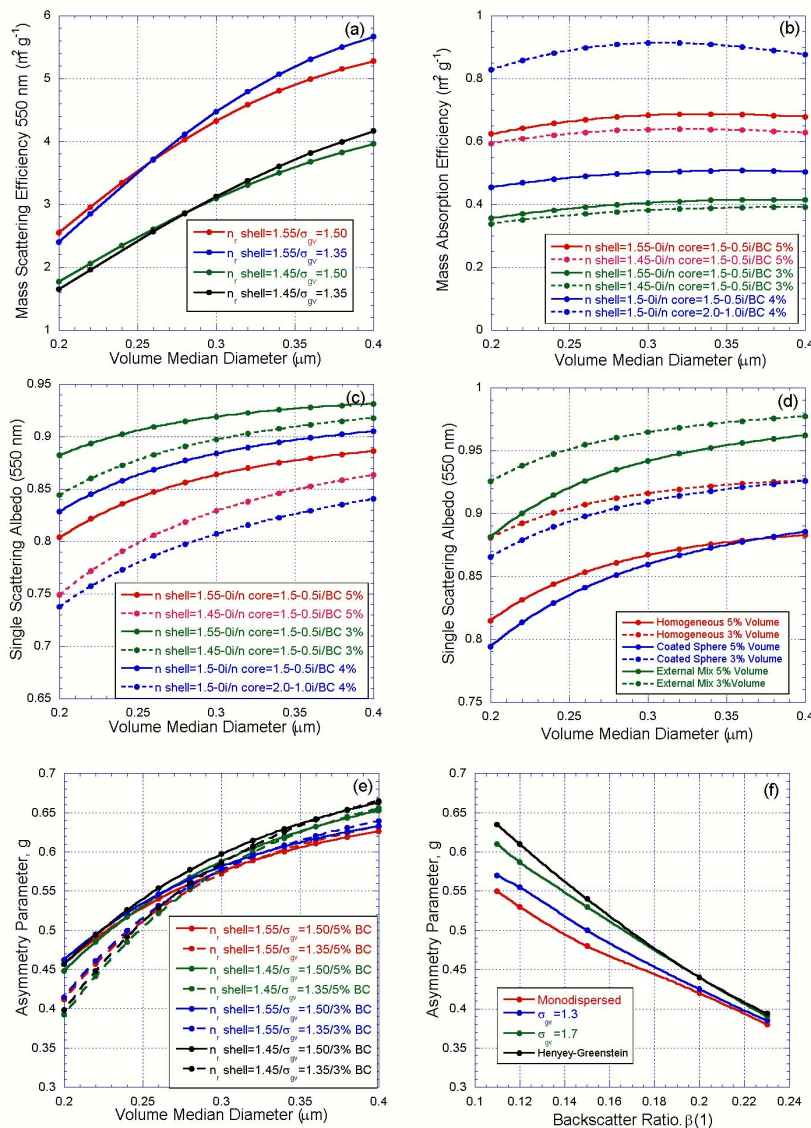 (a)
Mass Scattering Efficiency 550 nm (m² g⁻¹)
6
5
4
3
2
1
n_r shell=1.55/σ_gv=1.50
n_r shell=1.55/σ_gv=1.35
n_r shell=1.45/σ_gv=1.50
n_r shell=1.45/σ_gv=1.35
0.2 0.25 0.3 0.35 0.4
Volume Median Diameter (μm)
(b)
Mass Absorption Efficiency (m² g⁻¹)
1
0.8
0.6
0.4
0.2
0
n shell=1.55-0i/n core=1.5-0.5i/BC 5%
n shell=1.45-0i/n core=1.5-0.5i/BC 5%
n shell=1.55-0i/n core=1.5-0.5i/BC 3%
n shell=1.45-0i/n core=1.5-0.5i/BC 3%
n shell=1.5-0i/n core=1.5-0.5i/BC 4%
n shell=1.5-0i/n core=2.0-1.0i/BC 4%
0.2 0.25 0.3 0.35 0.4
Volume Median Diameter (μm)
(c)
Single Scattering Albedo (550 nm)
0.95
0.9
0.85
0.8
0.75
0.7
0.65
n shell=1.55-0i/n core=1.5-0.5i/BC 5%
n shell=1.45-0i/n core=1.5-0.5i/BC 5%
n shell=1.55-0i/n core=1.5-0.5i/BC 3%
n shell=1.45-0i/n core=1.5-0.5i/BC 3%
n shell=1.5-0i/n core=1.5-0.5i/BC 4%
n shell=1.5-0i/n core=2.0-1.0i/BC 4%
0.2 0.25 0.3 0.35 0.4
Volume Median Diameter (μm)
(d)
Single Scattering Albedo (550 nm)
1
0.95
0.9
0.85
0.8
0.75
Homogeneous 5% Volume
Homogeneous 3% Volume
Coated Sphere 5% Voume
Coated Sphere 3% Voume
External Mix 5% Volume
External Mix 3%Volume
0.2 0.25 0.3 0.35 0.4
Volume Median Diameter (μm)
(e)
Asymmetry Parameter, g
0.7
0.65
0.6
0.55
0.5
0.45
0.4
0.35
0.3
n_r shell=1.55/σ_gv=1.50/5% BC
n_r shell=1.55/σ_gv=1.35/5% BC
n_r shell=1.45/σ_gv=1.50/5% BC
n_r shell=1.45/σ_gv=1.35/5% BC
n_r shell=1.55/σ_gv=1.50/3% BC
n_r shell=1.55/σ_gv=1.35/3% BC
n_r shell=1.45/σ_gv=1.50/3% BC
n_r shell=1.45/σ_gv=1.35/3% BC
0.2 0.25 0.3 0.35 0.4
Volume Median Diameter (μm)
(f)
Asymmetry Parameter, g
0.7
0.65
0.6
0.55
0.5
0.45
0.4
0.35
0.3
Monodispersed
σ_gv=1.3
σ_gv=1.7
Henyey-Greenstein
0.1 0.12 0.14 0.16 0.18 0.20 0.22 0.24
Backscatter Ratio. β(1)